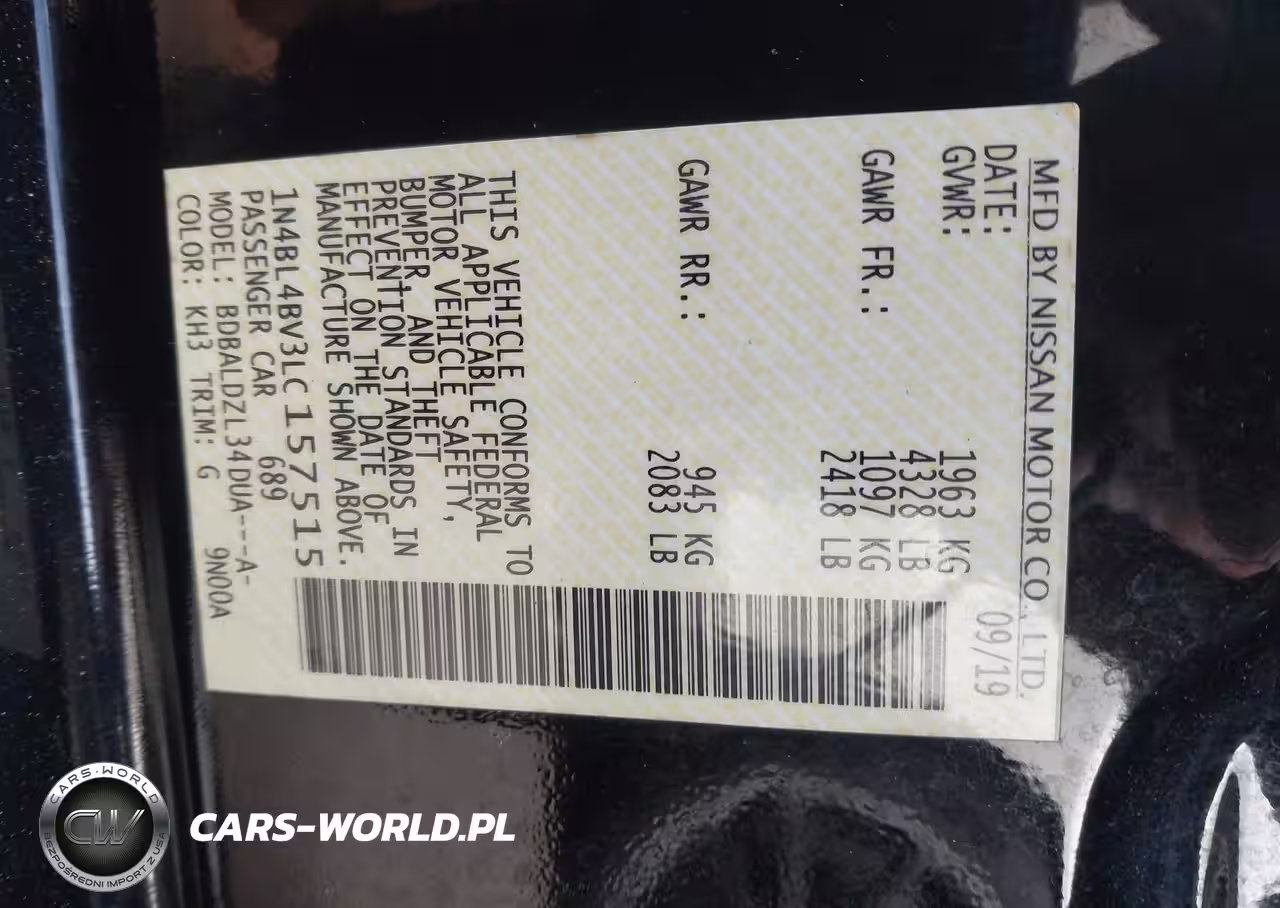 MFD BY NISSAN MOTOR CO., LTD.
DATE: 09/19
GVWR: 1963 KG
4328 LB
GAWR FR.: 1097 KG
2418 LB
GAWR RR.: 945 KG
2083 LB
THIS VEHICLE CONFORMS TO
ALL APPLICABLE FEDERAL
MOTOR VEHICLE SAFETY,
BUMPER, AND THEFT
PREVENTION STANDARDS IN
EFFECT ON THE DATE OF
MANUFACTURE SHOWN ABOVE.
1N4BL4BV3LC157515
PASSENGER CAR 689
MODEL: BDBALDZL34DUA---A-
COLOR: KH3 TRIM: G 9N00A
CARS-WORLD
CW
BEZPOŚREDNI IMPORT Z USA
CARS-WORLD.PL